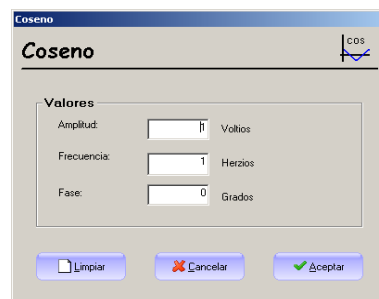 Coseno
Coseno
cos
Valores
Amplitud: 1 Voltios
Frecuencia: 1 Herzios
Fase: 0 Grados
Limpiar Cancelar Aceptar